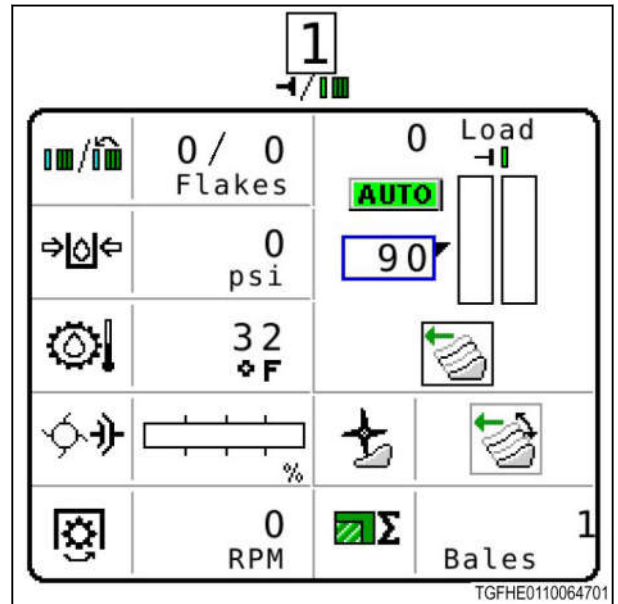 1
0/ 0
Flakes
0 Load
AUTO
0
psi
90
32
°F
%
0
RPM
Σ
1
Bales
TGFHE0110064701